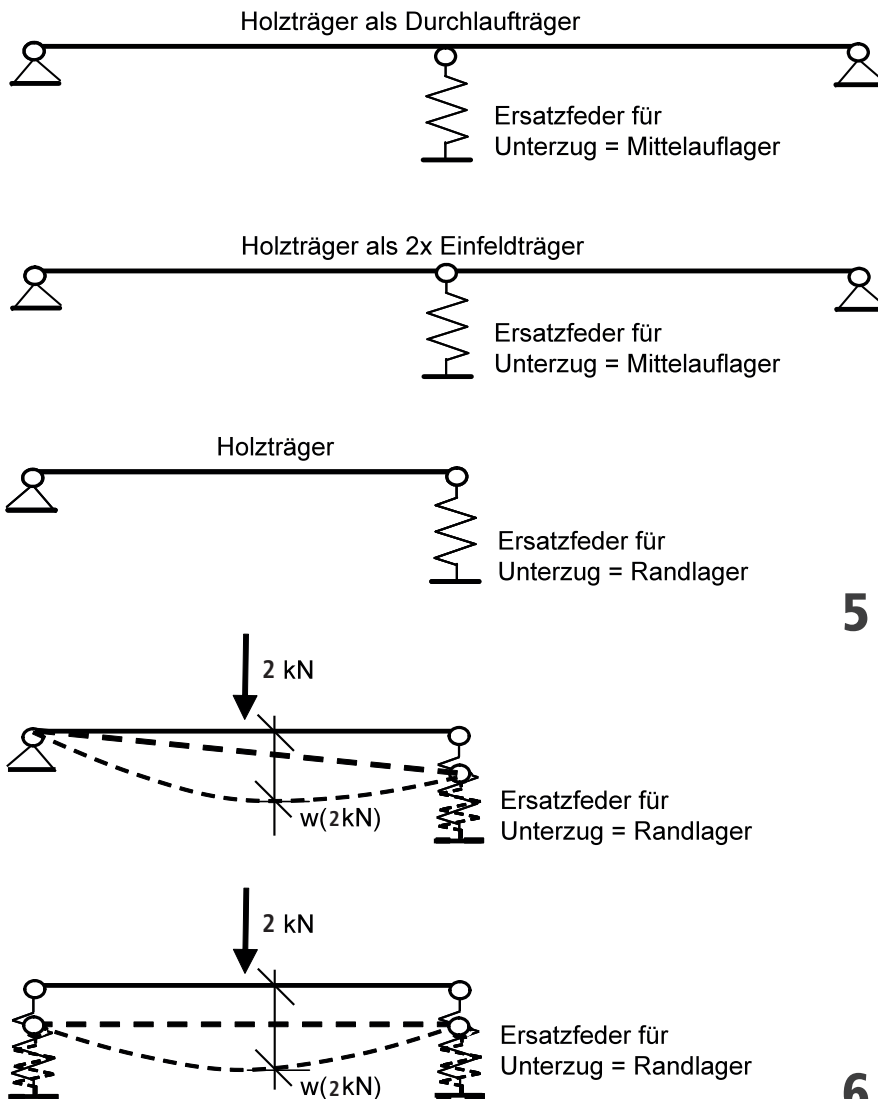 Holzträger als Durchlaufträger
Ersatzfeder für
Unterzug = Mittelauflager
Holzträger als 2x Einfeldträger
Ersatzfeder für
Unterzug = Mittelauflager
Holzträger
Ersatzfeder für
Unterzug = Randlager
5
2 kN
w(2kN)
Ersatzfeder für
Unterzug = Randlager
2 kN
Ersatzfeder für
Unterzug = Randlager
w(2kN)
6